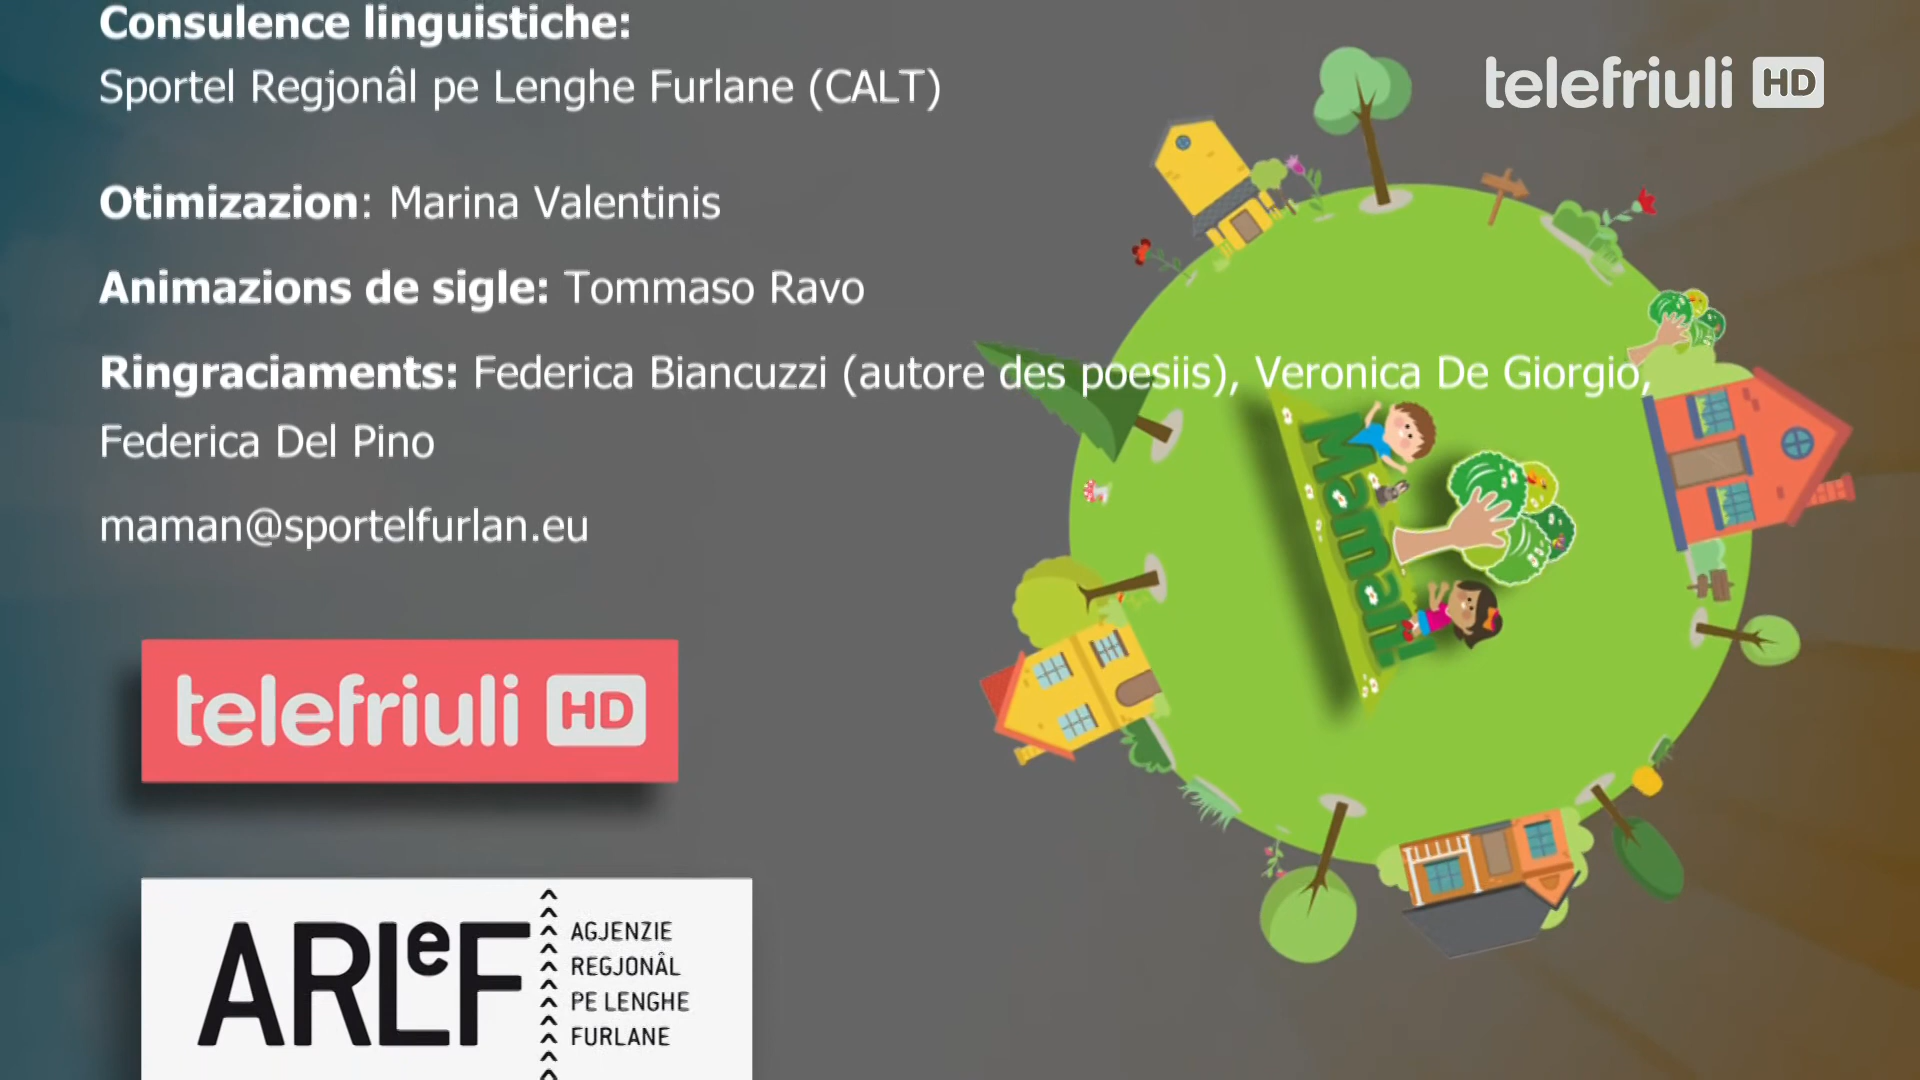 Consulence linguistiche:
Sportel Regjonâl pe Lenghe Furlane (CALT)
telefriuli HD
Otimizazion: Marina Valentinis
Animazions de sigle: Tommaso Ravo
Ringraciaments: Federica Biancuzzi (autore des poesiis), Veronica De Giorgio,
Federica Del Pino
maman@sportelfurlan.eu
Maman!
telefriuli HD
ARLeF
AGJENZIE
REGJONÂL
PE LENGHE
FURLANE